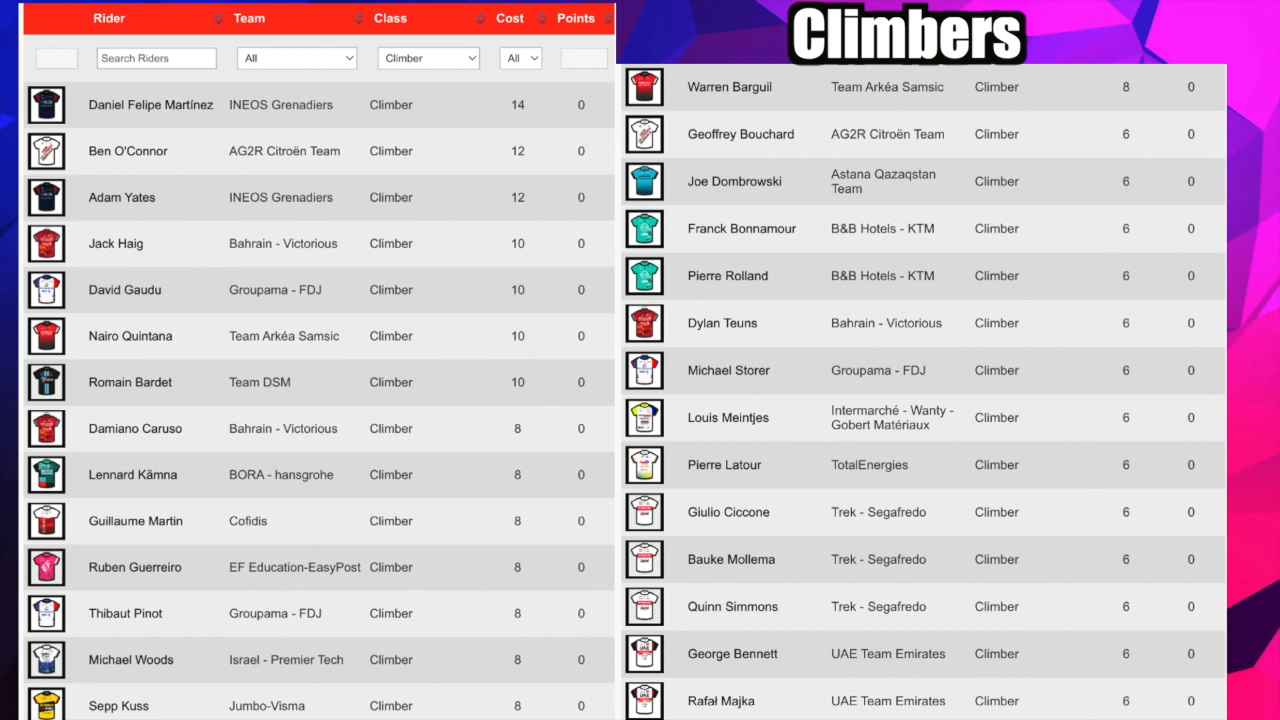 Climbers
Rider Team Class Cost Points
Search Riders All Climber All
Daniel Felipe Martínez INEOS Grenadiers Climber 14 0
Ben O'Connor AG2R Citroën Team Climber 12 0
Adam Yates INEOS Grenadiers Climber 12 0
Jack Haig Bahrain - Victorious Climber 10 0
David Gaudu Groupama - FDJ Climber 10 0
Nairo Quintana Team Arkéa Samsic Climber 10 0
Romain Bardet Team DSM Climber 10 0
Damiano Caruso Bahrain - Victorious Climber 8 0
Lennard Kämna BORA - hansgrohe Climber 8 0
Guillaume Martin Cofidis Climber 8 0
Ruben Guerreiro EF Education-EasyPost Climber 8 0
Thibaut Pinot Groupama - FDJ Climber 8 0
Michael Woods Israel - Premier Tech Climber 8 0
Sepp Kuss Jumbo-Visma Climber 8 0
Warren Barguil Team Arkéa Samsic Climber 8 0
Geoffrey Bouchard AG2R Citroën Team Climber 6 0
Joe Dombrowski Astana Qazaqstan Climber 6 0
Team
Franck Bonnamour B&B Hotels - KTM Climber 6 0
Pierre Rolland B&B Hotels - KTM Climber 6 0
Dylan Teuns Bahrain - Victorious Climber 6 0
Michael Storer Groupama - FDJ Climber 6 0
Louis Meintjes Intermarché - Wanty - Climber 6 0
Gobert Matériaux
Pierre Latour TotalEnergies Climber 6 0
Giulio Ciccone Trek - Segafredo Climber 6 0
Bauke Mollema Trek - Segafredo Climber 6 0
Quinn Simmons Trek - Segafredo Climber 6 0
George Bennett UAE Team Emirates Climber 6 0
Rafał Majka UAE Team Emirates Climber 6 0